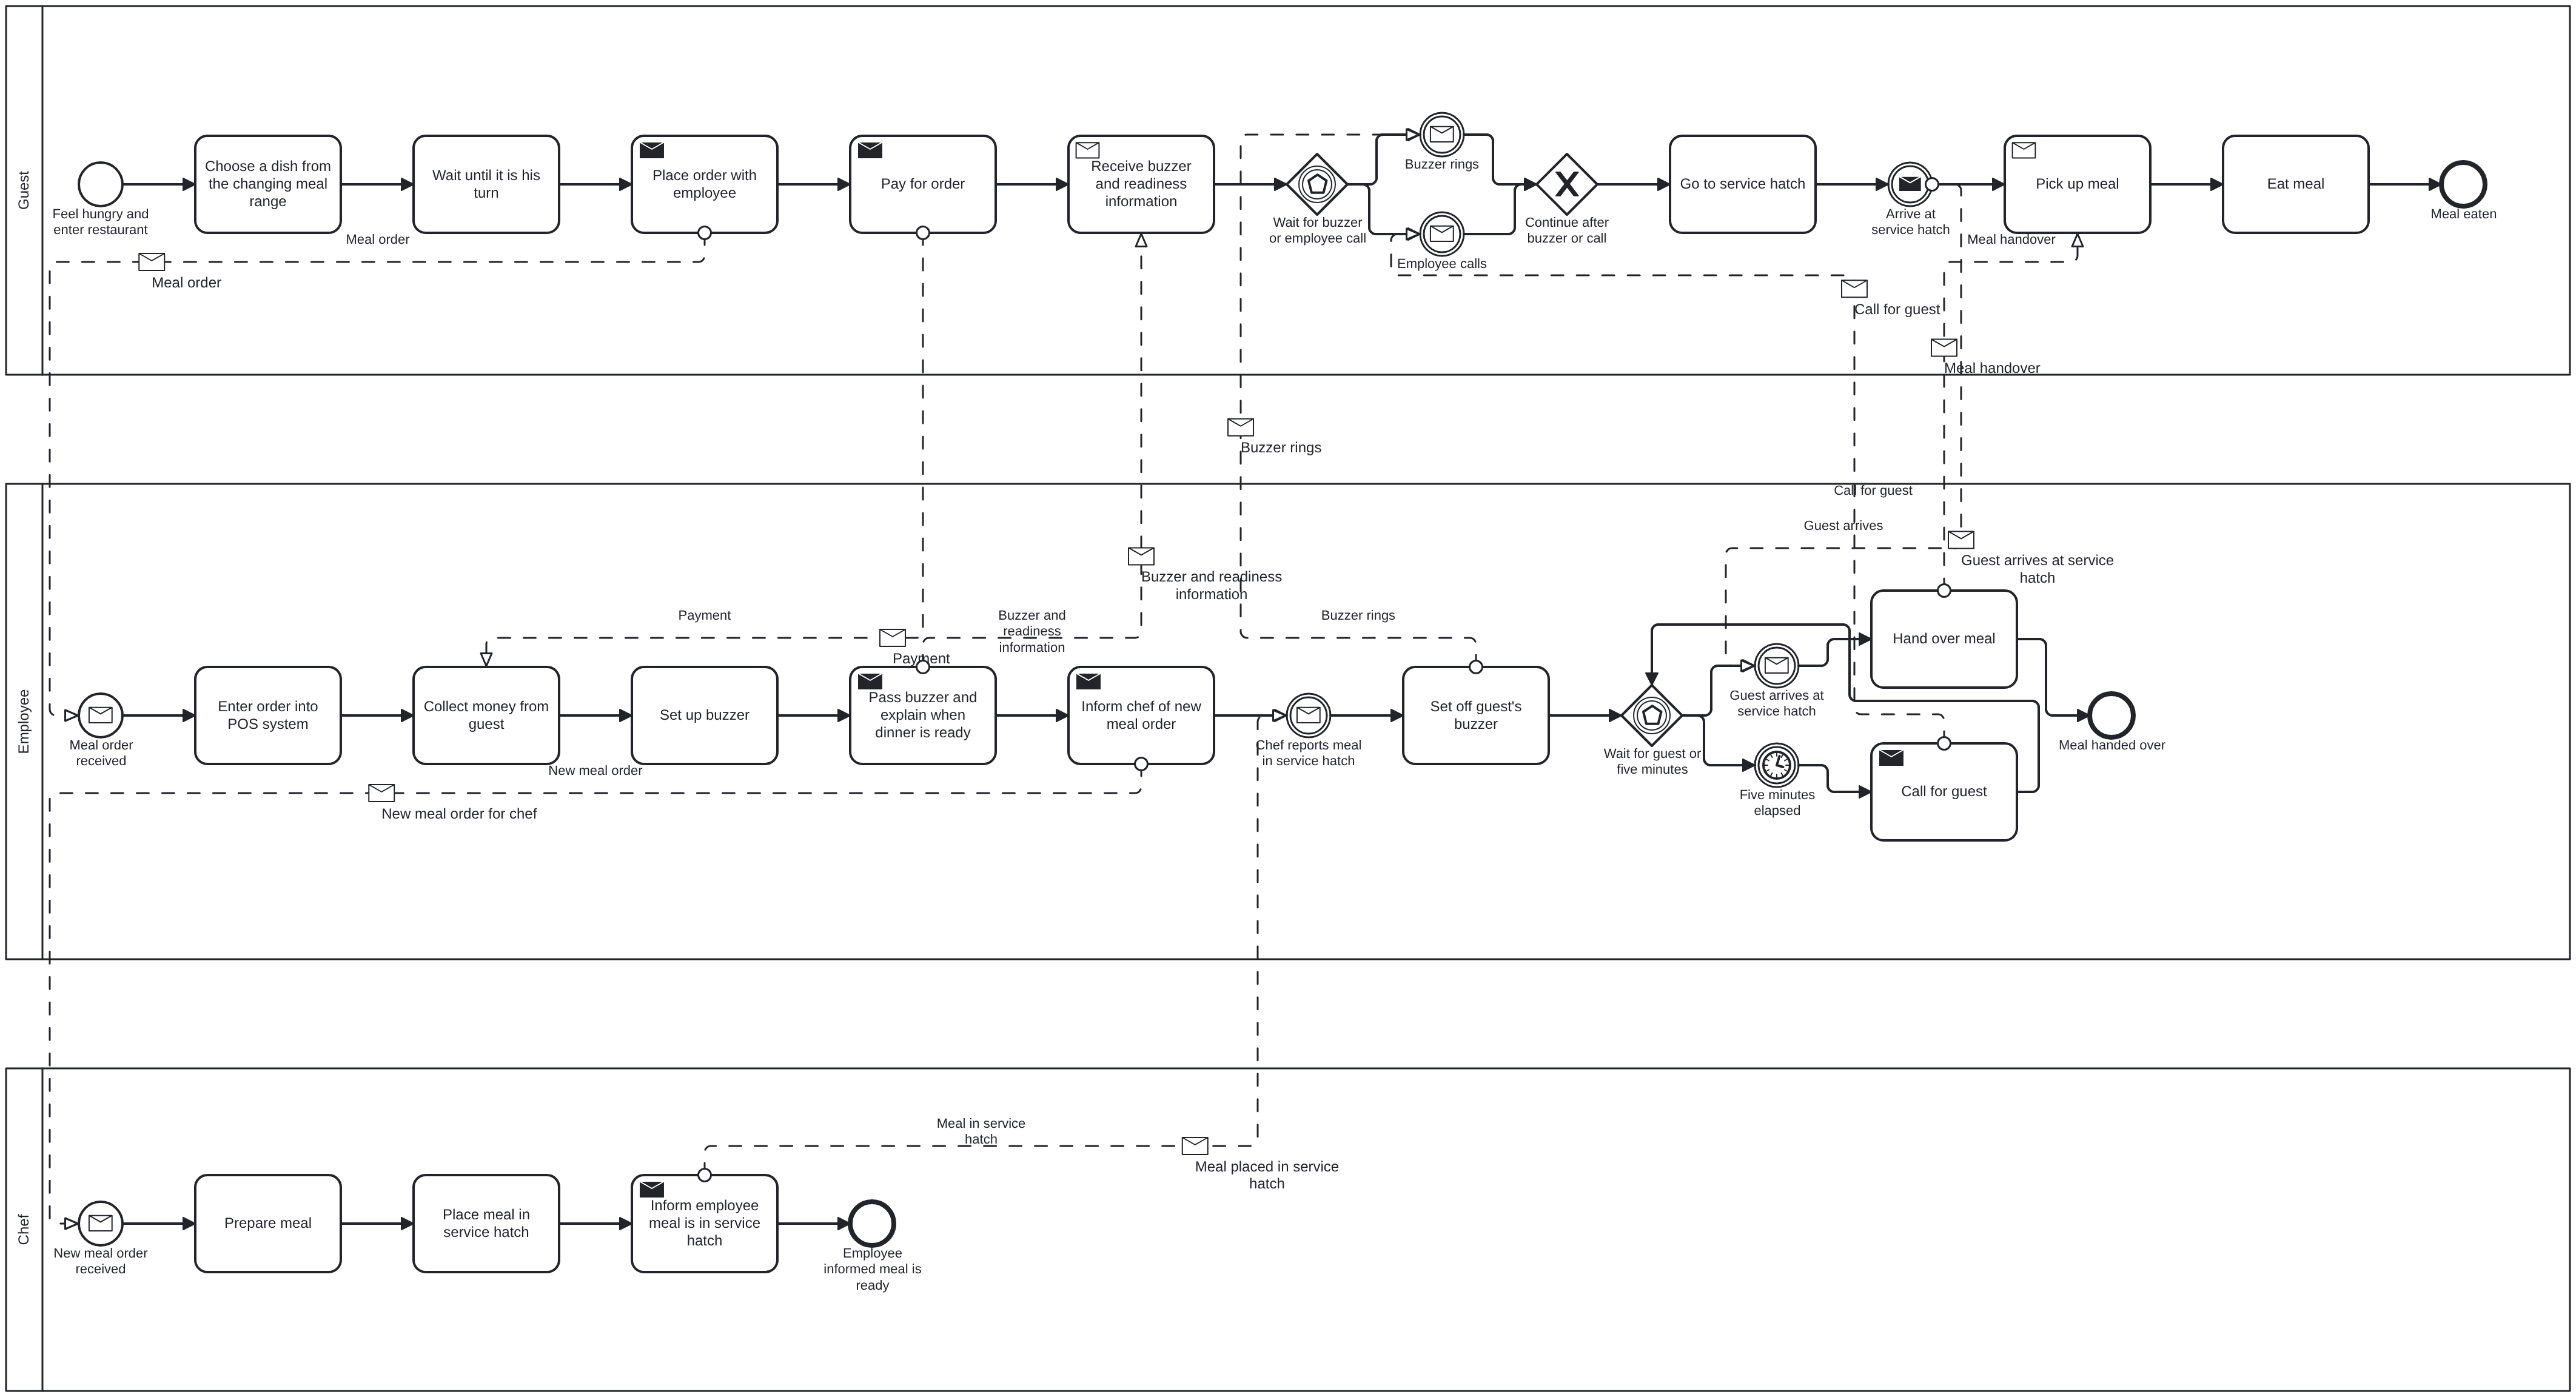 Guest
Feel hungry and
enter restaurant
Choose a dish from
the changing meal
range
Wait until it is his
turn
Place order with
employee
Pay for order
Receive buzzer
and readiness
information
Wait for buzzer
or employee call
Buzzer rings
Employee calls
Continue after
buzzer or call
Go to service hatch
Arrive at
service hatch
Pick up meal
Eat meal
Meal eaten
Meal order
Meal order
Meal handover
Call for guest
Meal handover
Buzzer rings
Employee
Call for guest
Guest arrives
Guest arrives at service
hatch
Buzzer and readiness
information
Payment
Buzzer and
readiness
information
Buzzer rings
Payment
Meal order
received
Enter order into
POS system
Collect money from
guest
Set up buzzer
Pass buzzer and
explain when
dinner is ready
Inform chef of new
meal order
Chef reports meal
in service hatch
Set off guest's
buzzer
Wait for guest or
five minutes
Guest arrives at
service hatch
Five minutes
elapsed
Hand over meal
Call for guest
Meal handed over
New meal order
New meal order for chef
Chef
Meal in service
hatch
Meal placed in service
hatch
New meal order
received
Prepare meal
Place meal in
service hatch
Inform employee
meal is in service
hatch
Employee
informed meal is
ready